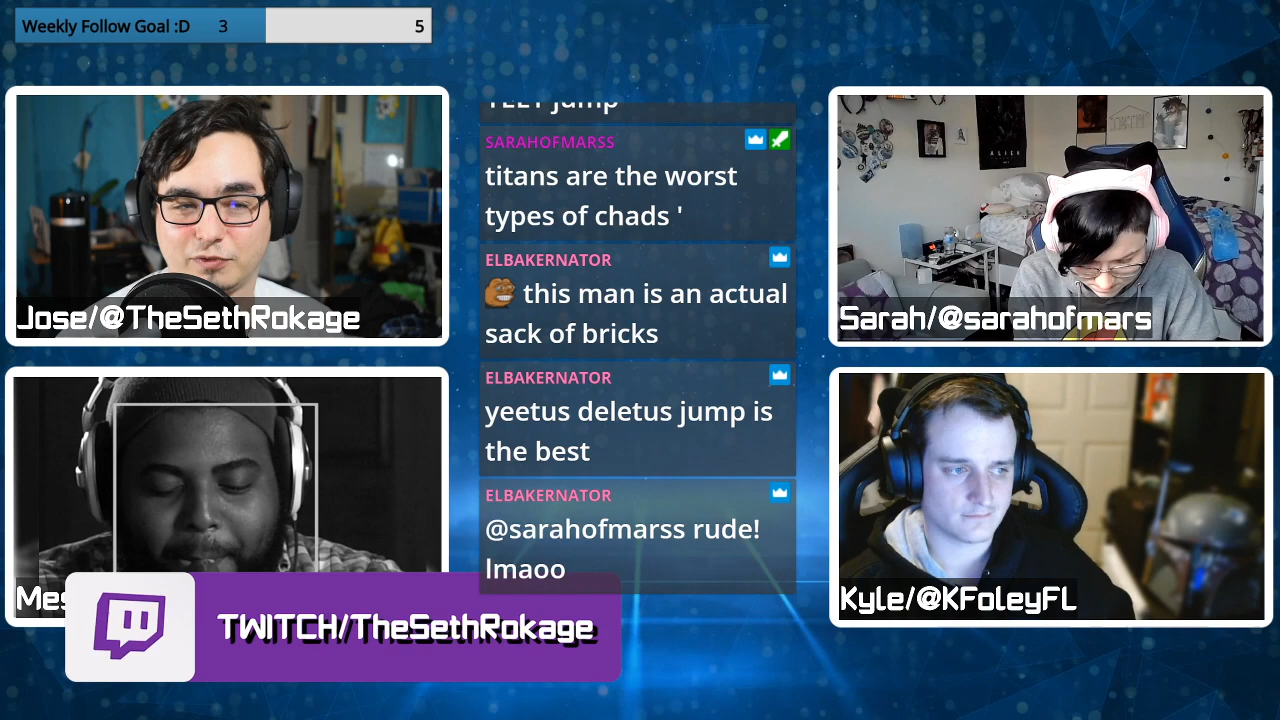 Weekly Follow Goal :D 3 5
SARAHOFMARSS
titans are the worst
types of chads '
ELBAKERNATOR
this man is an actual
sack of bricks
ELBAKERNATOR
yeetus deletus jump is
the best
ELBAKERNATOR
@sarahofmarss rude!
lmaoo
Jose/@TheSethRokage
Sarah/@sarahofmars
ALIEN
Kyle/@KFoleyFL
TWITCH/TheSethRokage